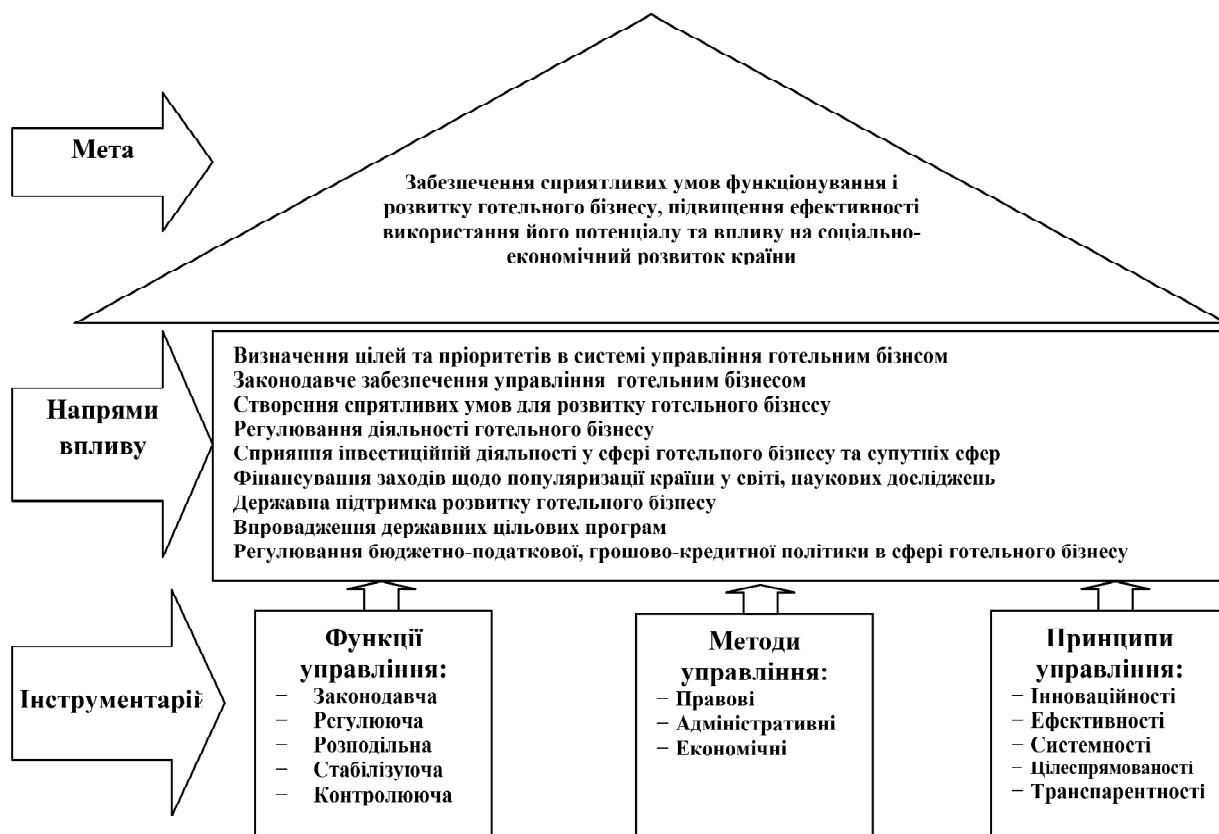 Мета
Забезпечення сприятливих умов функціонування і
розвитку готельного бізнесу, підвищення ефективності
використання його потенціалу та впливу на соціально-
економічний розвиток країни
Напрями
впливу
Визначення цілей та пріоритетів в системі управління готельним бізнсом
Законодавче забезпечення управління готельним бізнесом
Створення спрятливих умов для розвитку готельного бізнесу
Регулювання діяльності готельного бізнесу
Сприяння інвестиційній діяльності у сфері готельного бізнесу та супутніх сфер
Фінансування заходів щодо популяризації країни у світі, наукових досліджень
Державна підтримка розвитку готельного бізнесу
Впровадження державних цільових програм
Регулювання бюджетно-податкової, грошово-кредитної політики в сфері готельного бізнесу
Інструментарій
Функції
управління:
– Законодавча
– Регулююча
– Розподільна
– Стабілізуюча
– Контролююча
Методи
управління:
– Правові
– Адміністративні
– Економічні
Принципи
управління:
– Інноваційності
– Ефективності
– Системності
– Цілеспрямованості
– Транспарентності